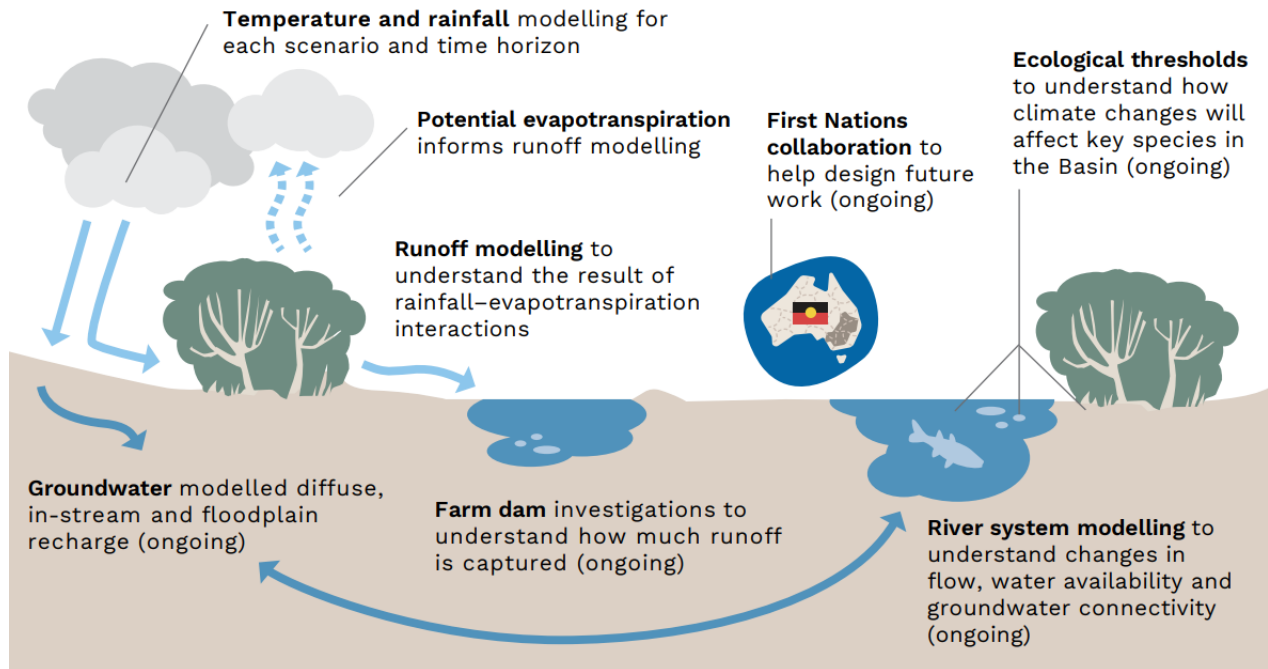 Temperature and rainfall modelling for
each scenario and time horizon
Potential evapotranspiration
informs runoff modelling
First Nations
collaboration to
help design future
work (ongoing)
Ecological thresholds
to understand how
climate changes will
affect key species in
the Basin (ongoing)
Runoff modelling to
understand the result of
rainfall–evapotranspiration
interactions
Groundwater modelled diffuse,
in-stream and floodplain
recharge (ongoing)
Farm dam investigations to
understand how much runoff
is captured (ongoing)
River system modelling to
understand changes in
flow, water availability and
groundwater connectivity
(ongoing)